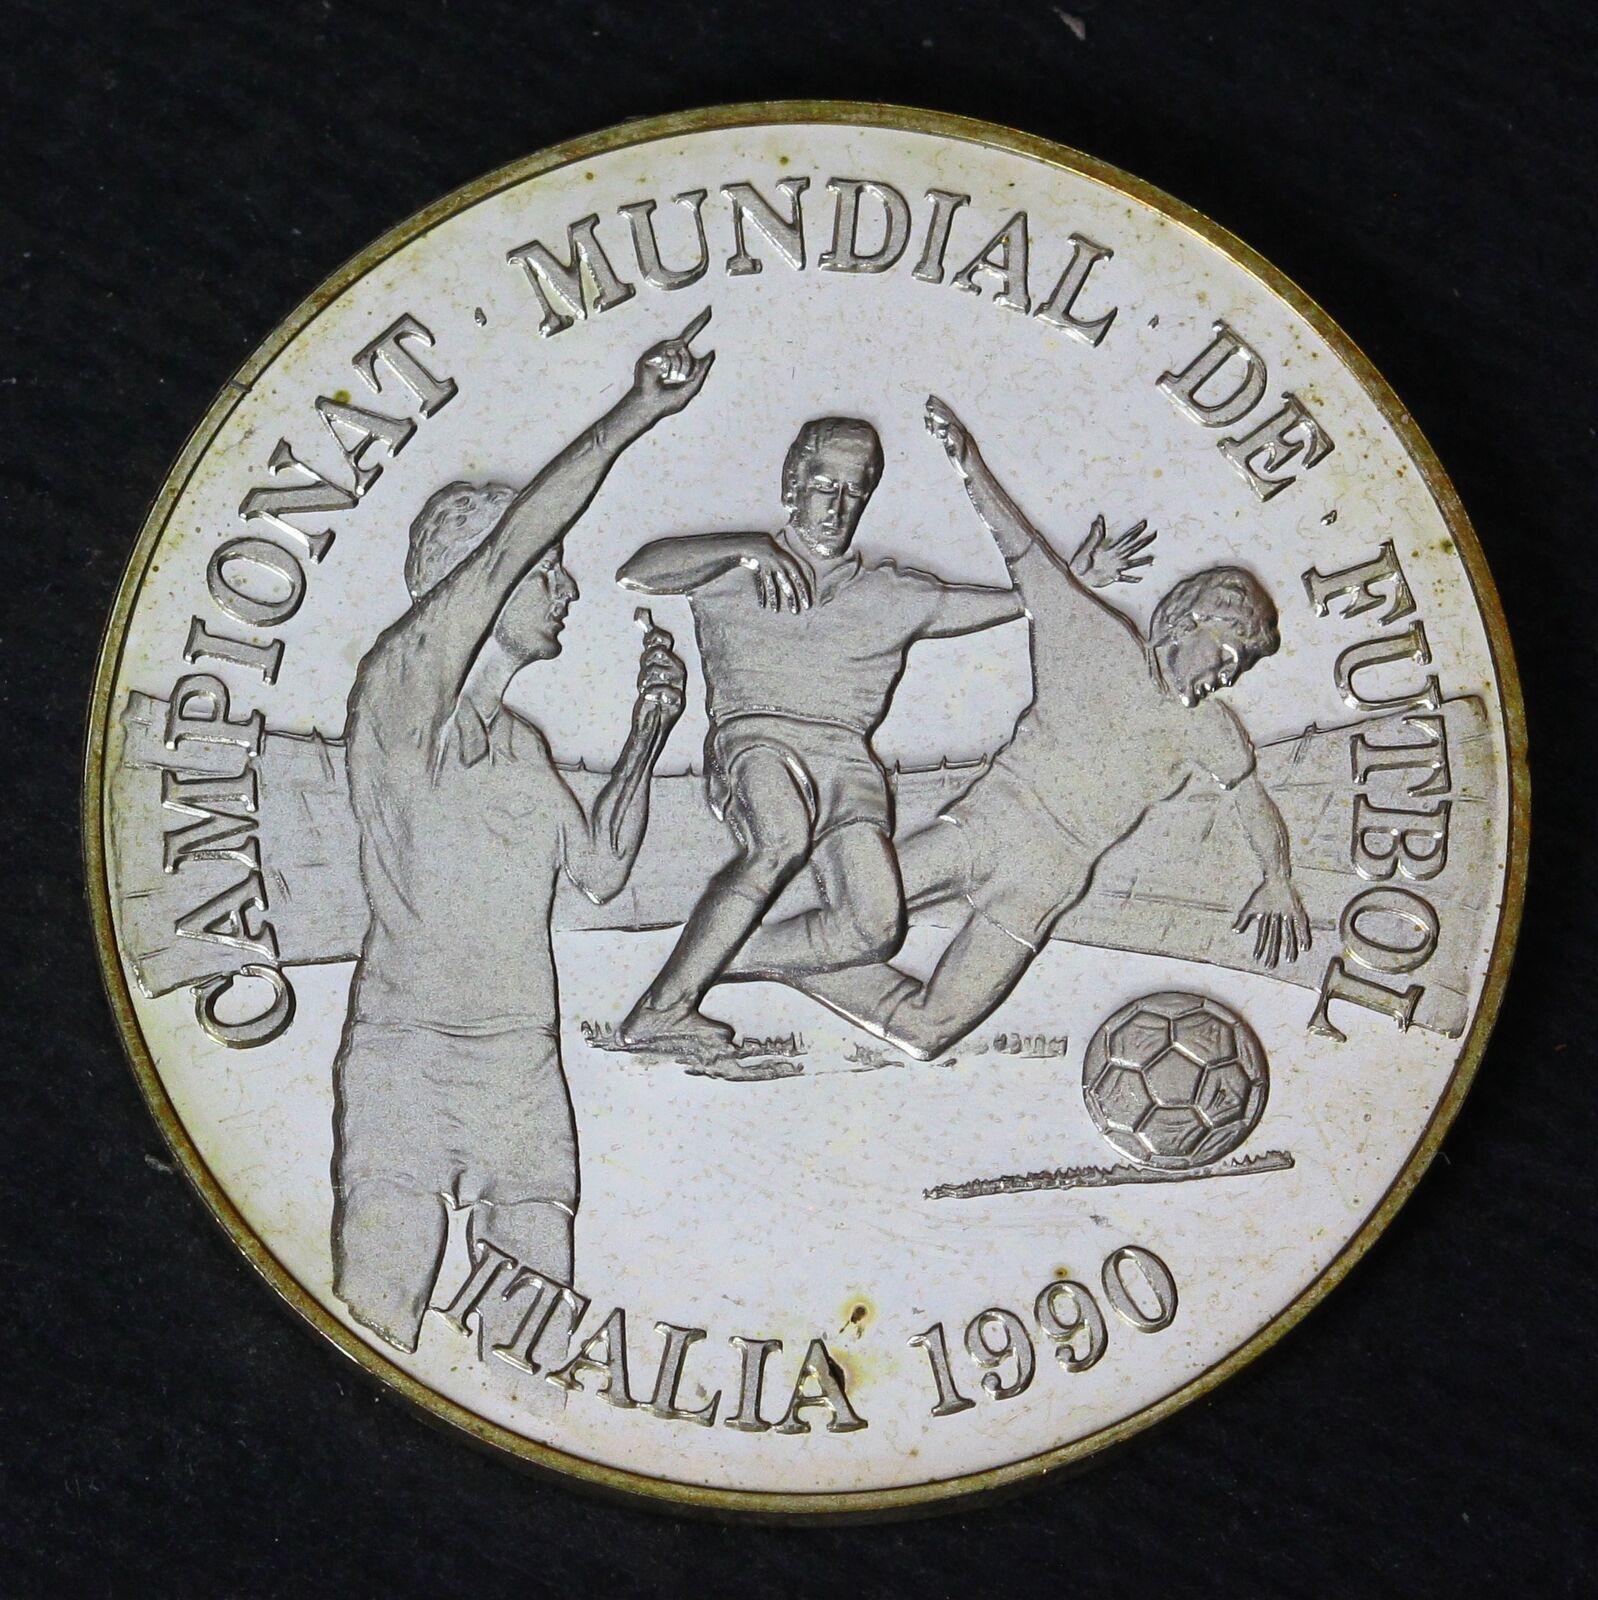 CAMPIONAT · MUNDIAL · DE · FUTBOL
ITALIA 1990